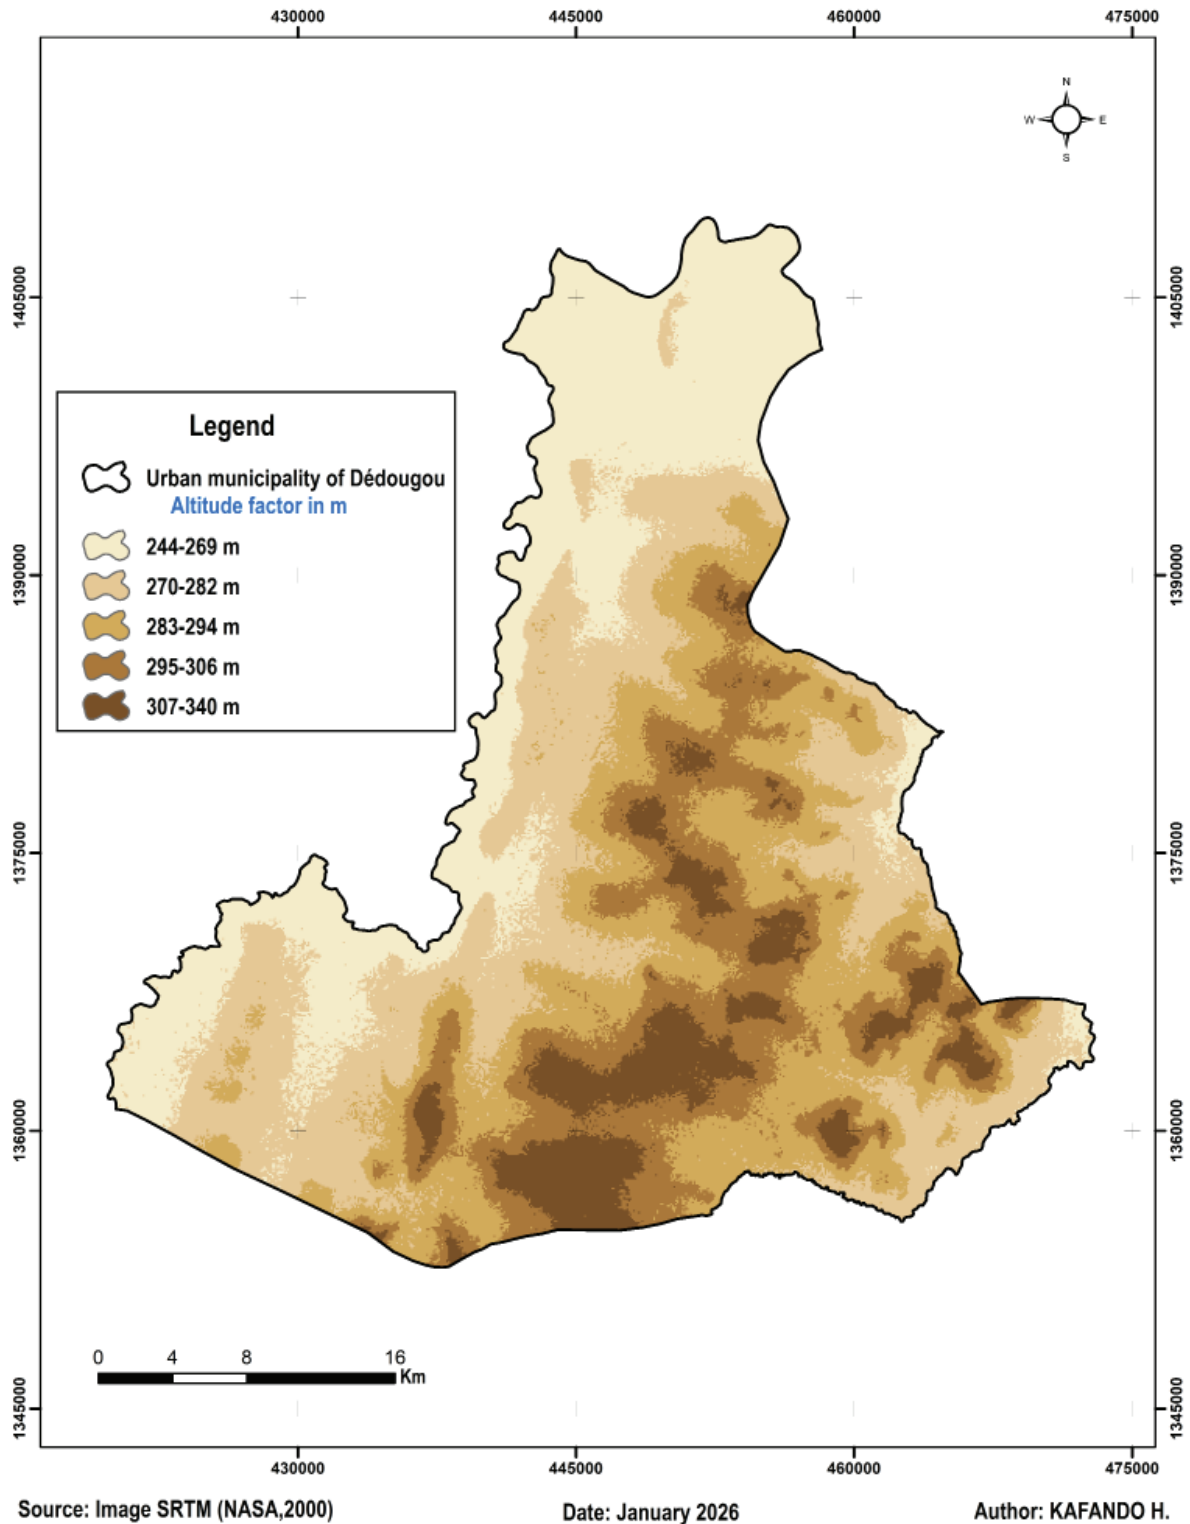 430000 445000 460000 475000
N
W E
S
1405000 1405000
Legend
Urban municipality of Dédougou
Altitude factor in m
244-269 m
270-282 m
283-294 m
295-306 m
307-340 m
1390000 1390000
1375000 1375000
1360000 1360000
0 4 8 16
Km
1345000 1345000
430000 445000 460000 475000
Source: Image SRTM (NASA,2000) Date: January 2026 Author: KAFANDO H.